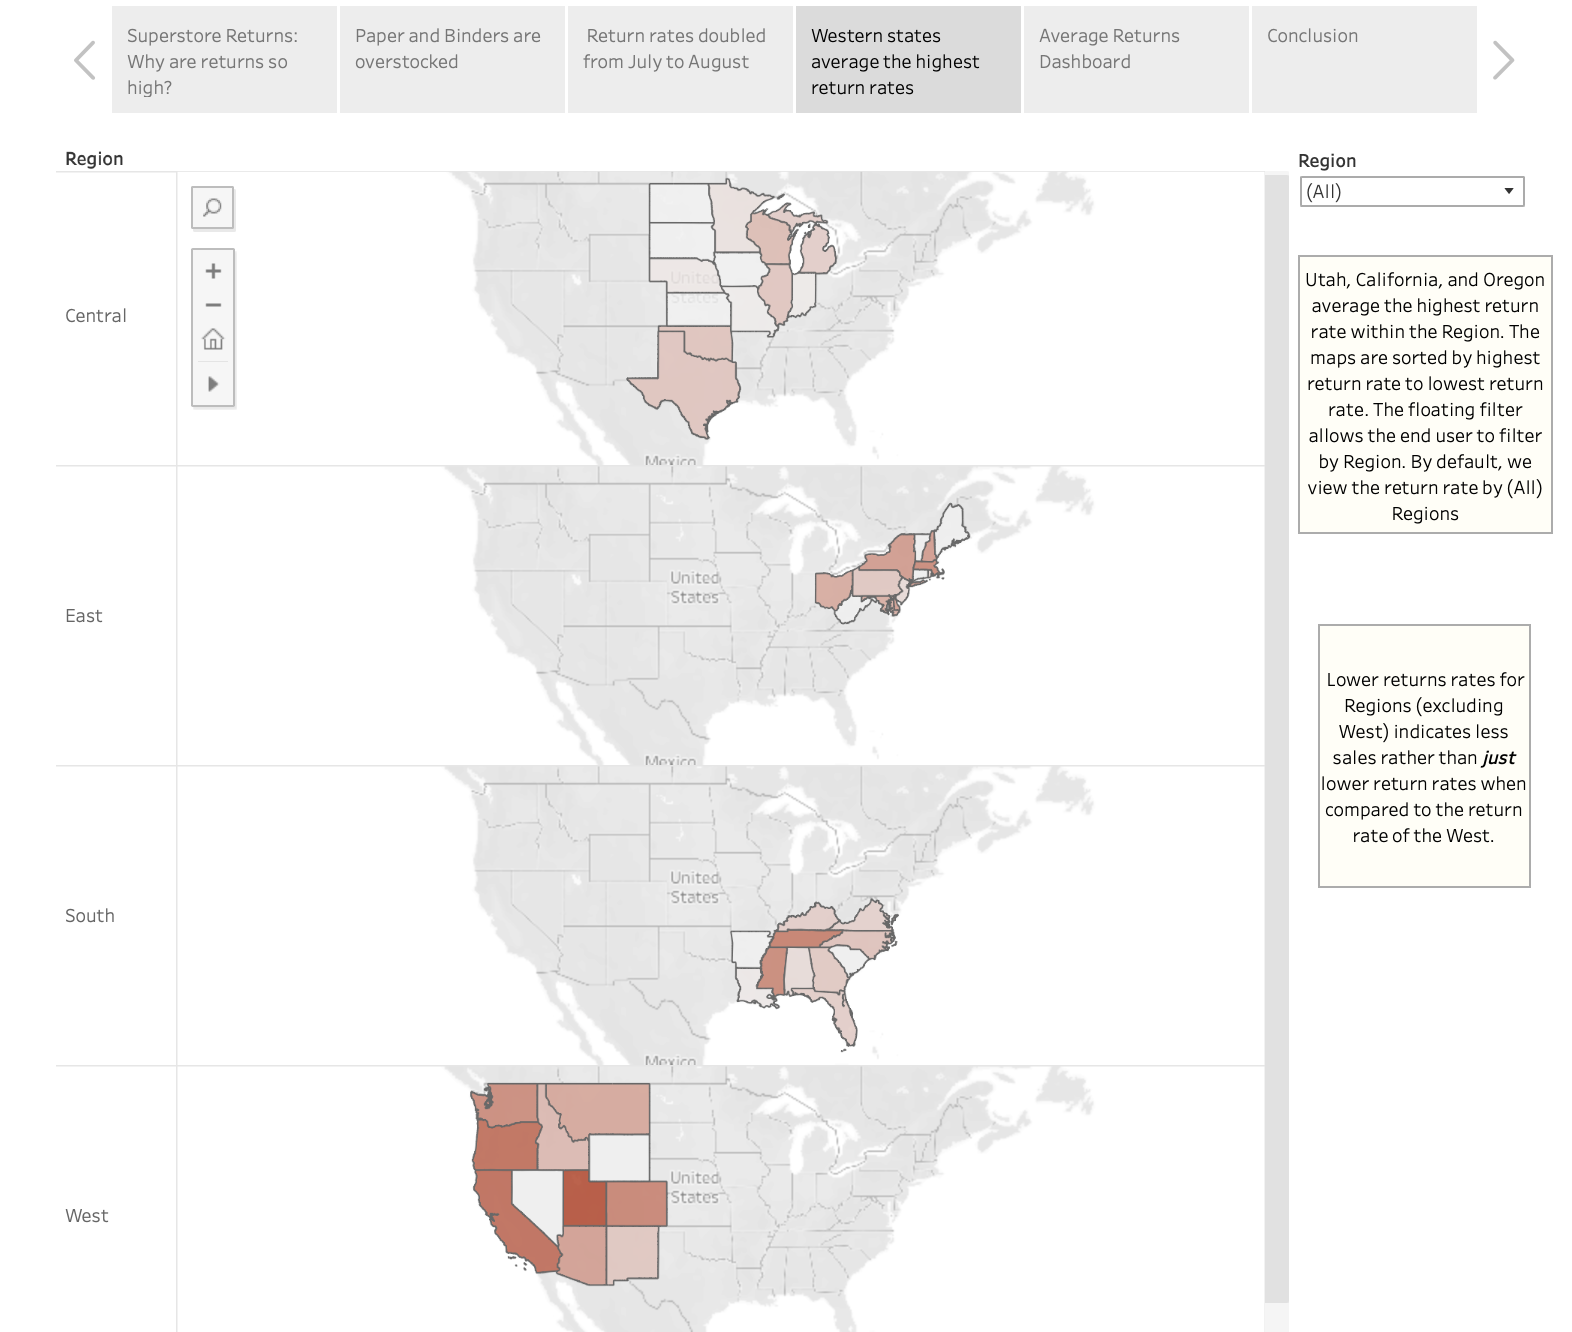 Superstore Returns:
Why are returns so
high?
Paper and Binders are
overstocked
Return rates doubled
from July to August
Western states
average the highest
return rates
Average Returns
Dashboard
Conclusion
Region
Central
United
States
Mexico
East
United
States
Mexico
South
United
States
Mexico
West
United
States
Region
(All)
Utah, California, and Oregon
average the highest return
rate within the Region. The
maps are sorted by highest
return rate to lowest return
rate. The floating filter
allows the end user to filter
by Region. By default, we
view the return rate by (All)
Regions
Lower returns rates for
Regions (excluding
West) indicates less
sales rather than just
lower return rates when
compared to the return
rate of the West.